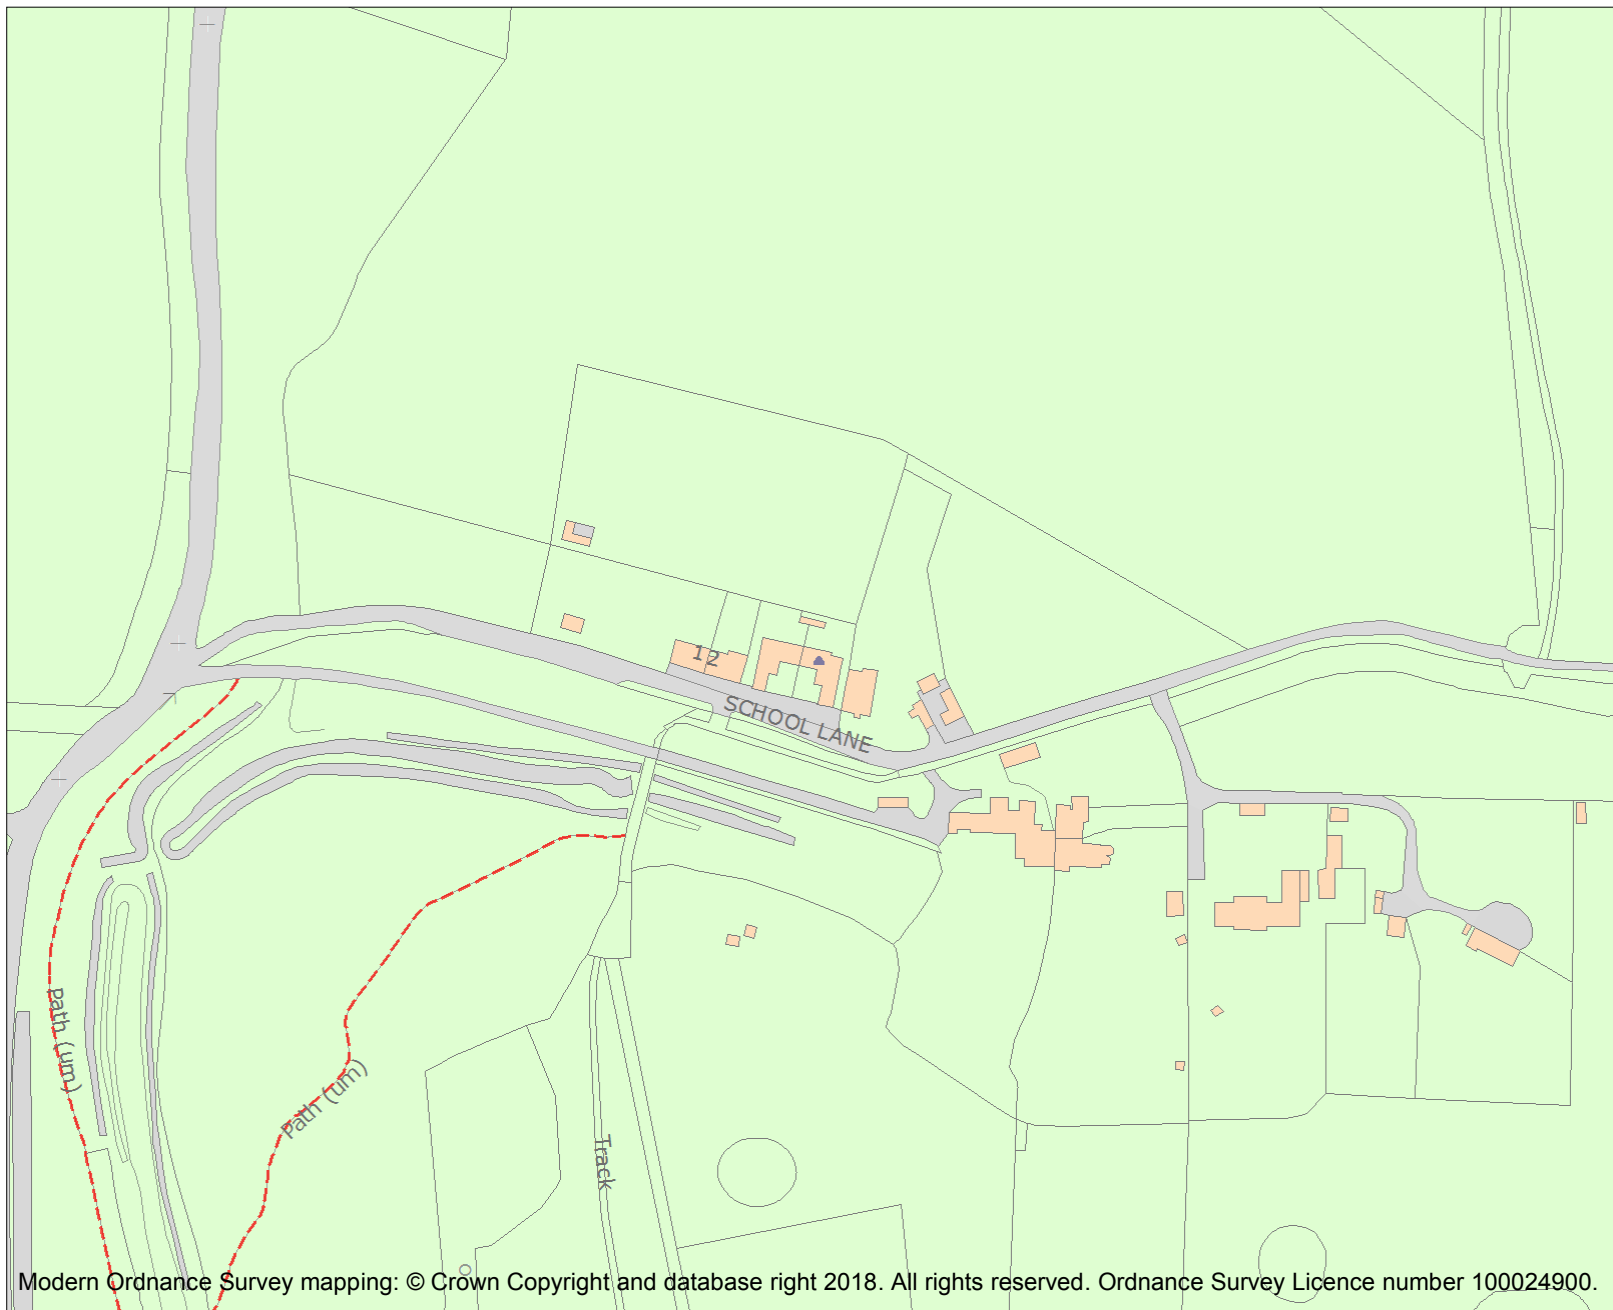 12
SCHOOL LANE
Path (um)
Path (um)
Track
Modern Ordnance Survey mapping: © Crown Copyright and database right 2018. All rights reserved. Ordnance Survey Licence number 100024900.